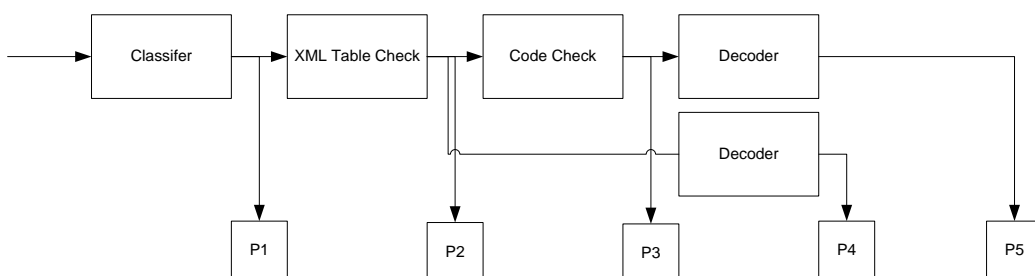 Classifer
XML Table Check
Code Check
Decoder
Decoder
P1
P2
P3
P4
P5